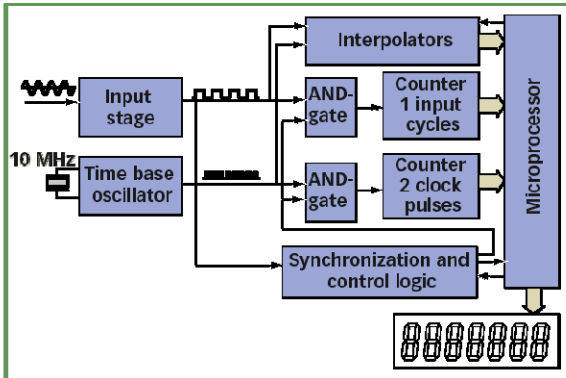 Interpolators
Input
stage
AND-
gate
Counter
1 input
cycles
10 MHz
Time base
oscillator
AND-
gate
Counter
2 clock
pulses
Synchronization and
control logic
Microprocessor
8888888